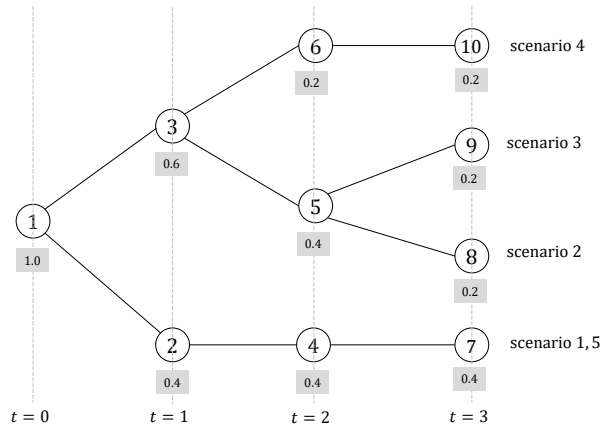 6
10
scenario 4
0.2
0.2
3
9
scenario 3
0.6
0.2
1
5
1.0
0.4
8
scenario 2
0.2
2
4
7
scenario 1,5
0.4
0.4
0.4
t = 0
t = 1
t = 2
t = 3